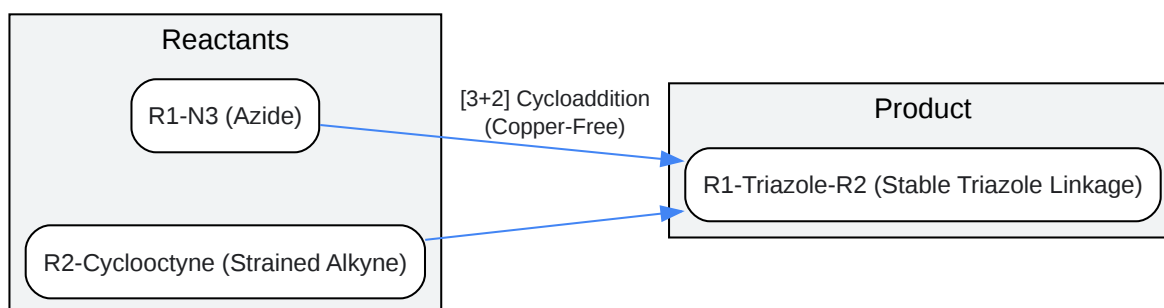 Reactants
R1-N3 (Azide)
R2-Cyclooctyne (Strained Alkyne)
[3+2] Cycloaddition
(Copper-Free)
Product
R1-Triazole-R2 (Stable Triazole Linkage)